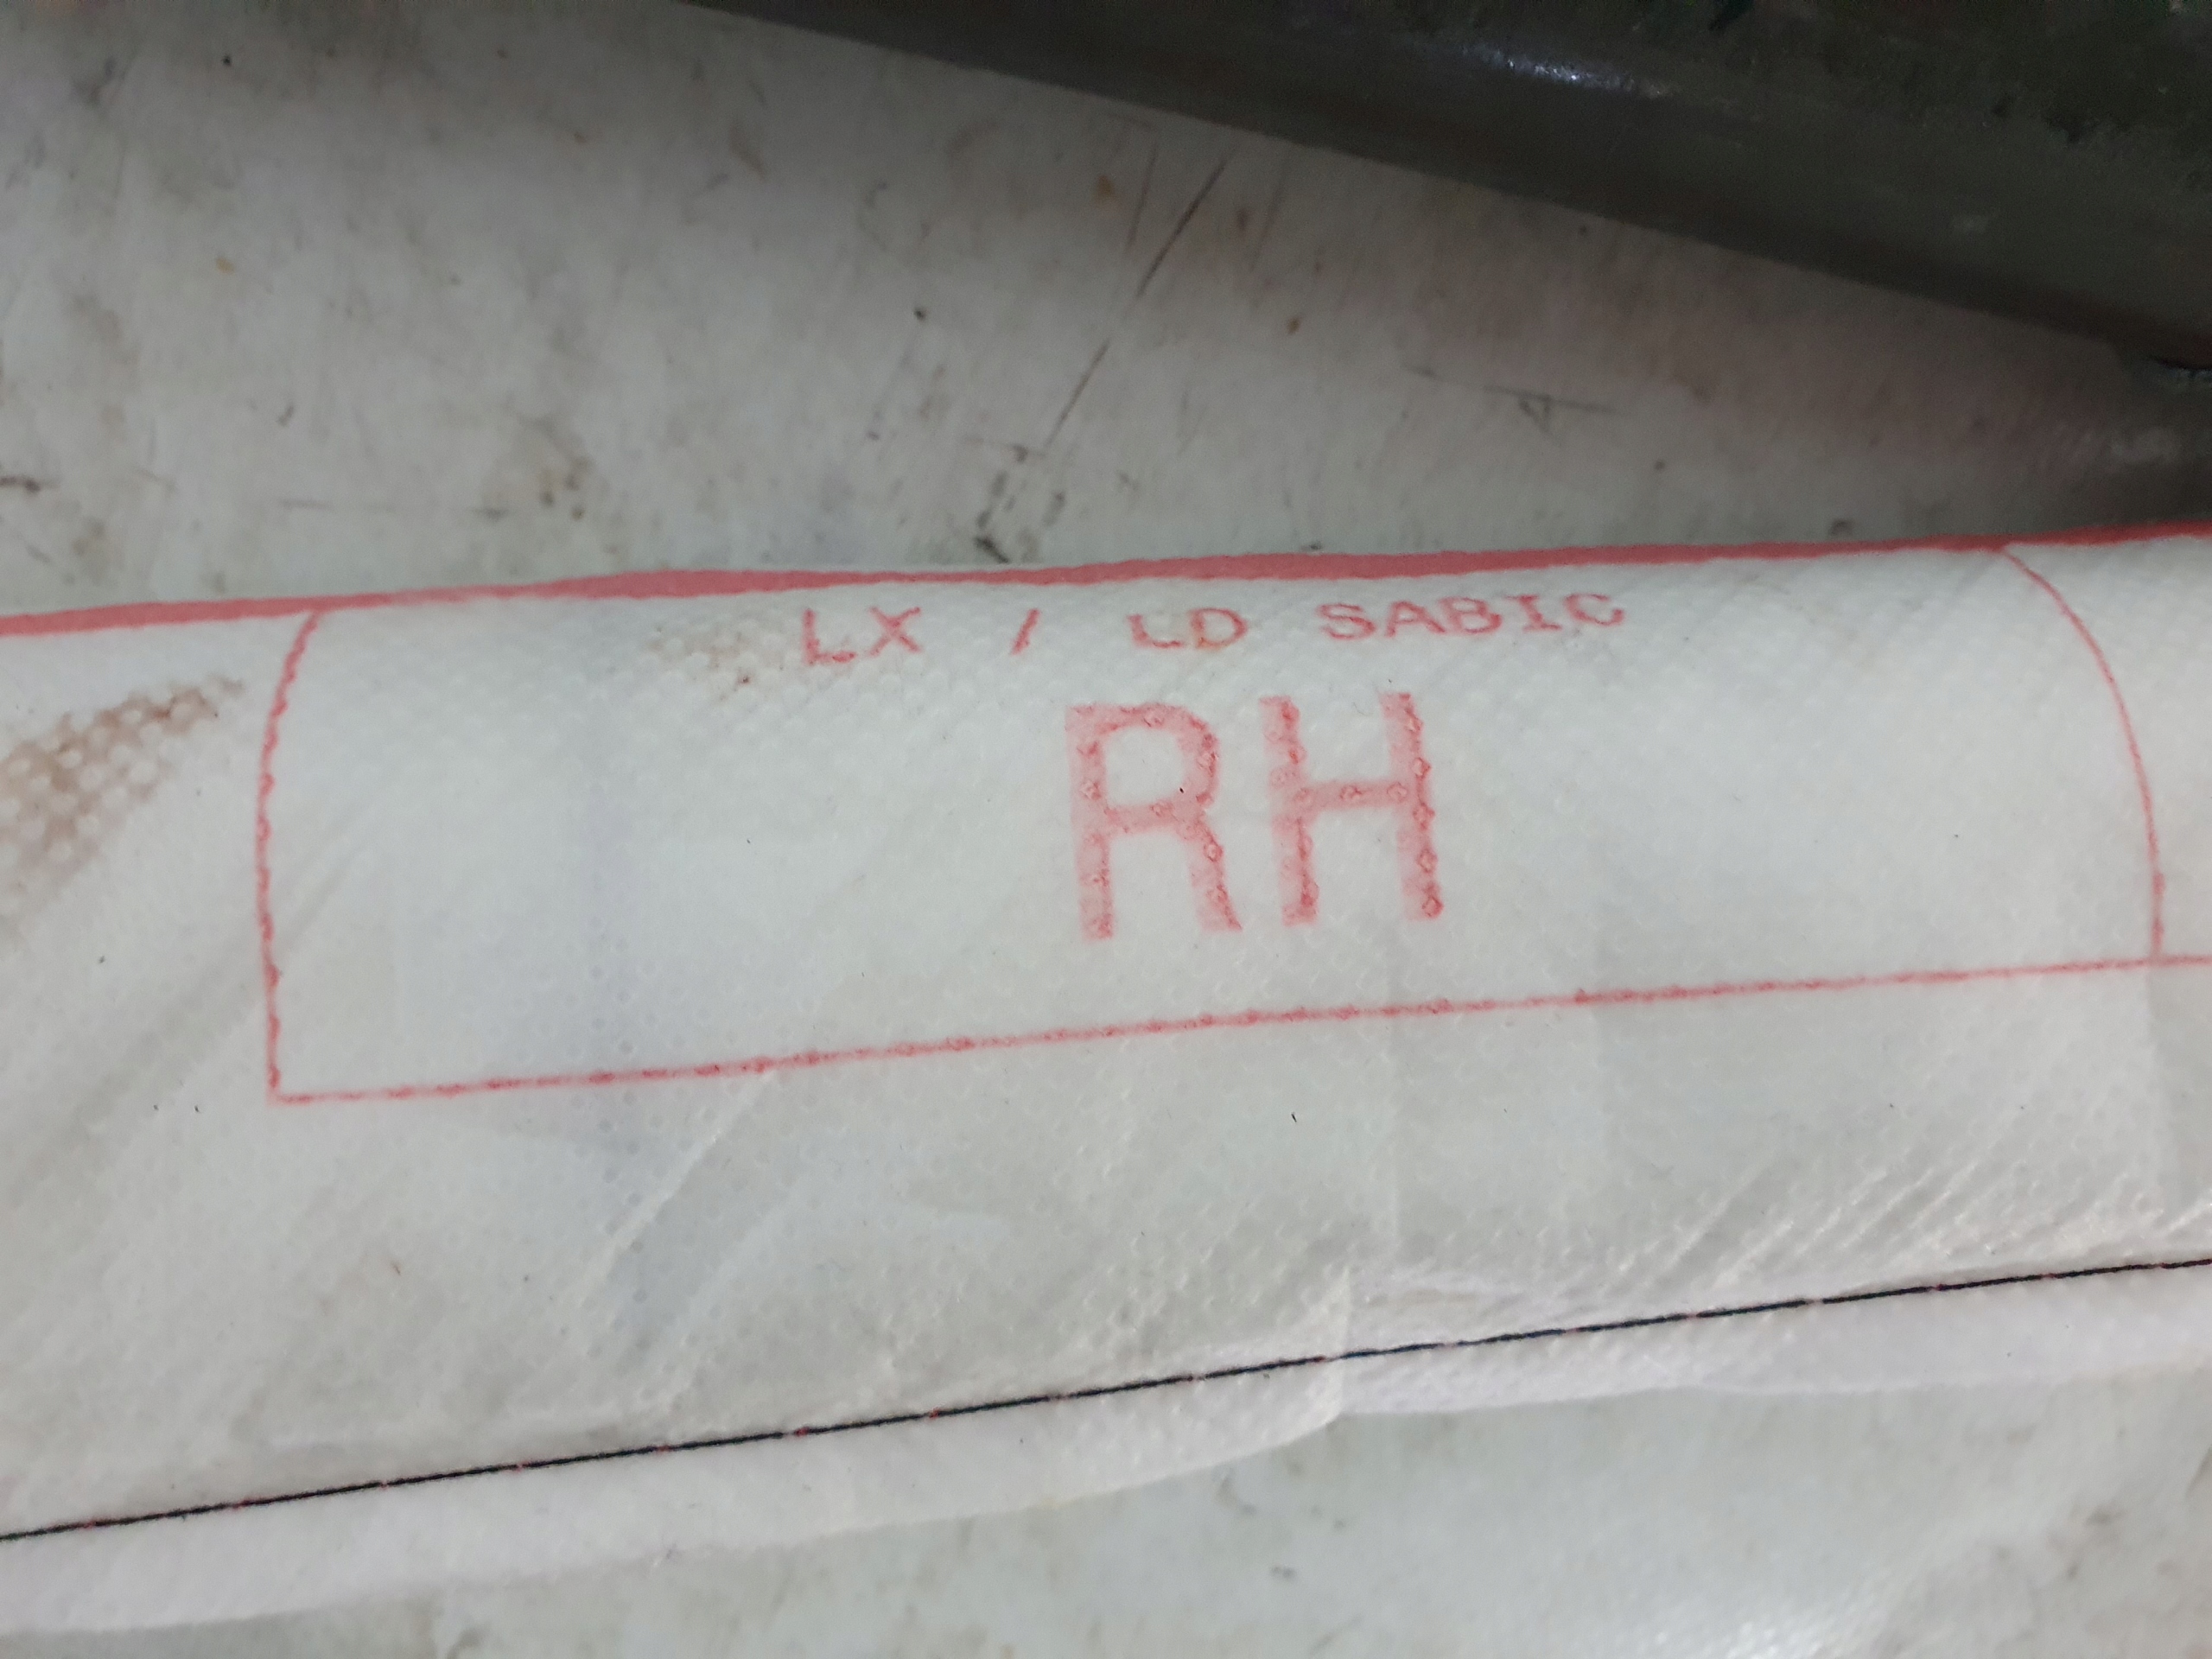 LX / LD SABIC
RH